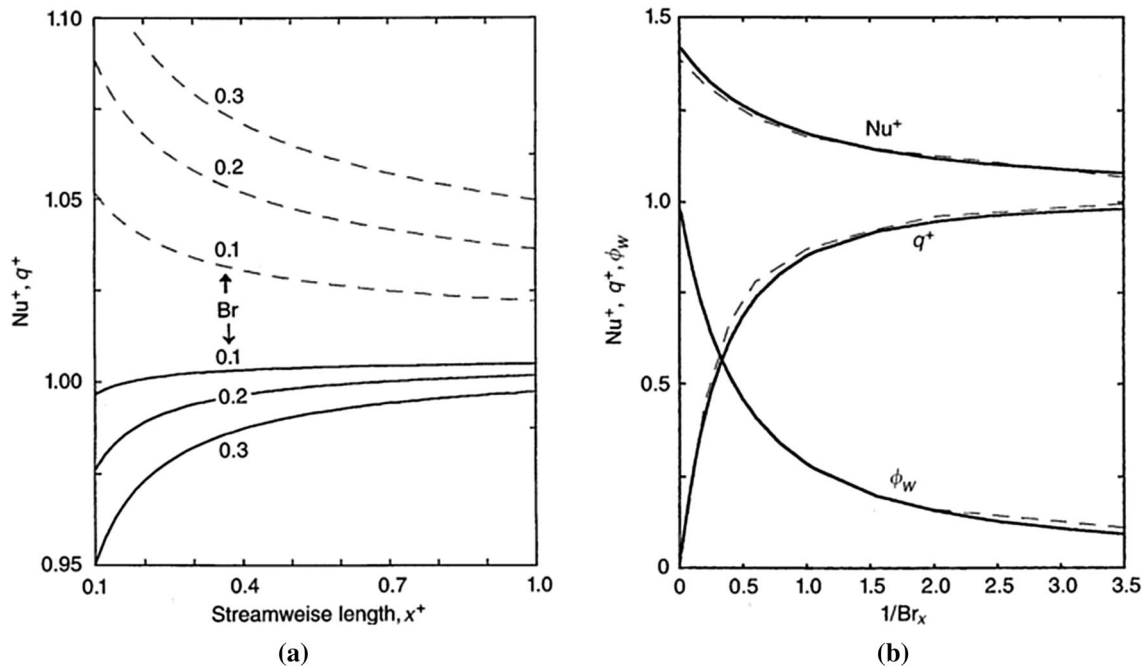 1.10
1.05
1.00
0.95
Nu⁺, q⁺
0.3
0.2
0.1
Br
0.1
0.2
0.3
0.1
0.4
0.7
1.0
Streamweise length, x⁺
(a)
1.5
1.0
0.5
0
Nu⁺, q⁺, ϕw
Nu⁺
q⁺
ϕw
0
0.5
1.0
1.5
2.0
2.5
3.0
3.5
1/Brx
(b)